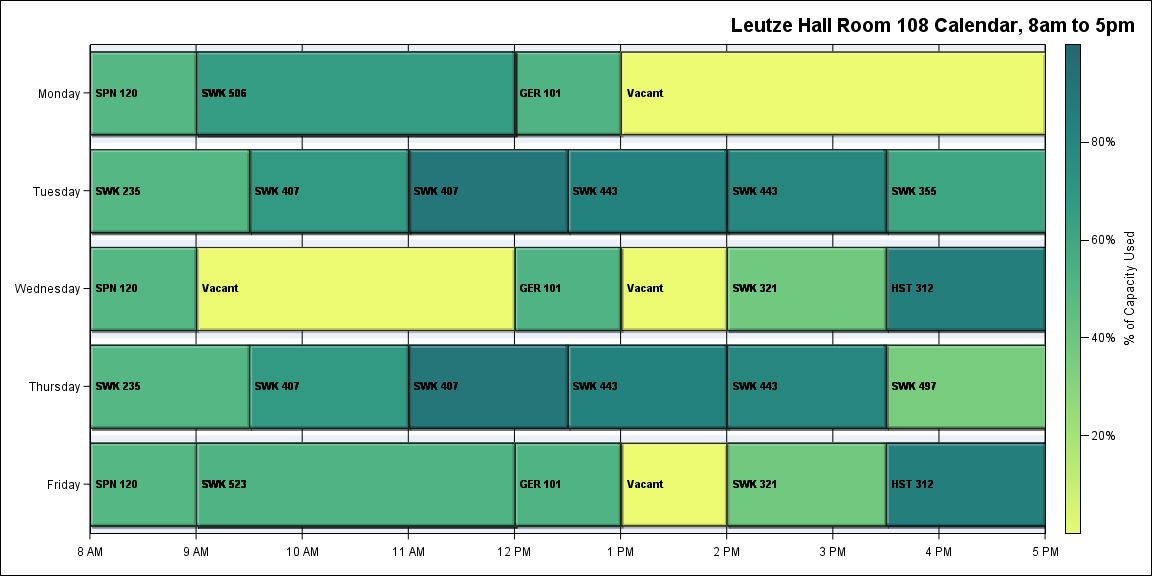 Leutze Hall Room 108 Calendar, 8am to 5pm
Monday
SPN 120
SWK 506
GER 101
Vacant
Tuesday
SWK 235
SWK 407
SWK 407
SWK 443
SWK 443
SWK 355
Wednesday
SPN 120
Vacant
GER 101
Vacant
SWK 321
HST 312
Thursday
SWK 235
SWK 407
SWK 407
SWK 443
SWK 443
SWK 497
Friday
SPN 120
SWK 523
GER 101
Vacant
SWK 321
HST 312
8 AM
9 AM
10 AM
11 AM
12 PM
1 PM
2 PM
3 PM
4 PM
5 PM
80%
60%
40%
20%
% of Capacity Used